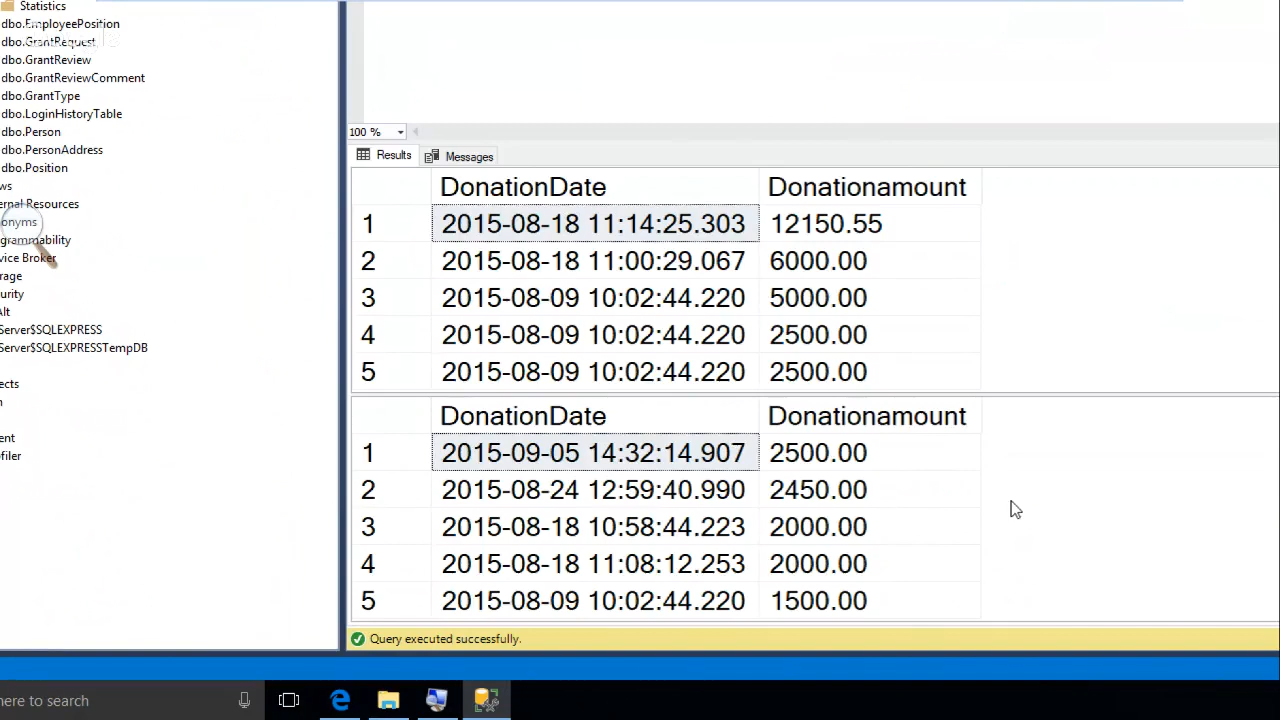 Statistics
dbo.EmployeePosition
dbo.GrantRequest
dbo.GrantReview
dbo.GrantReviewComment
dbo.GrantType
dbo.LoginHistoryTable
dbo.Person
dbo.PersonAddress
dbo.Position
ws
ernal Resources
onyms
grammability
vice Broker
rage
urity
Alt
Server$SQLEXPRESS
Server$SQLEXPRESSTempDB
ects
n
ent
filer
100 %
Results Messages
DonationDate Donationamount
1 2015-08-18 11:14:25.303 12150.55
2 2015-08-18 11:00:29.067 6000.00
3 2015-08-09 10:02:44.220 5000.00
4 2015-08-09 10:02:44.220 2500.00
5 2015-08-09 10:02:44.220 2500.00
DonationDate Donationamount
1 2015-09-05 14:32:14.907 2500.00
2 2015-08-24 12:59:40.990 2450.00
3 2015-08-18 10:58:44.223 2000.00
4 2015-08-18 11:08:12.253 2000.00
5 2015-08-09 10:02:44.220 1500.00
Query executed successfully.
here to search